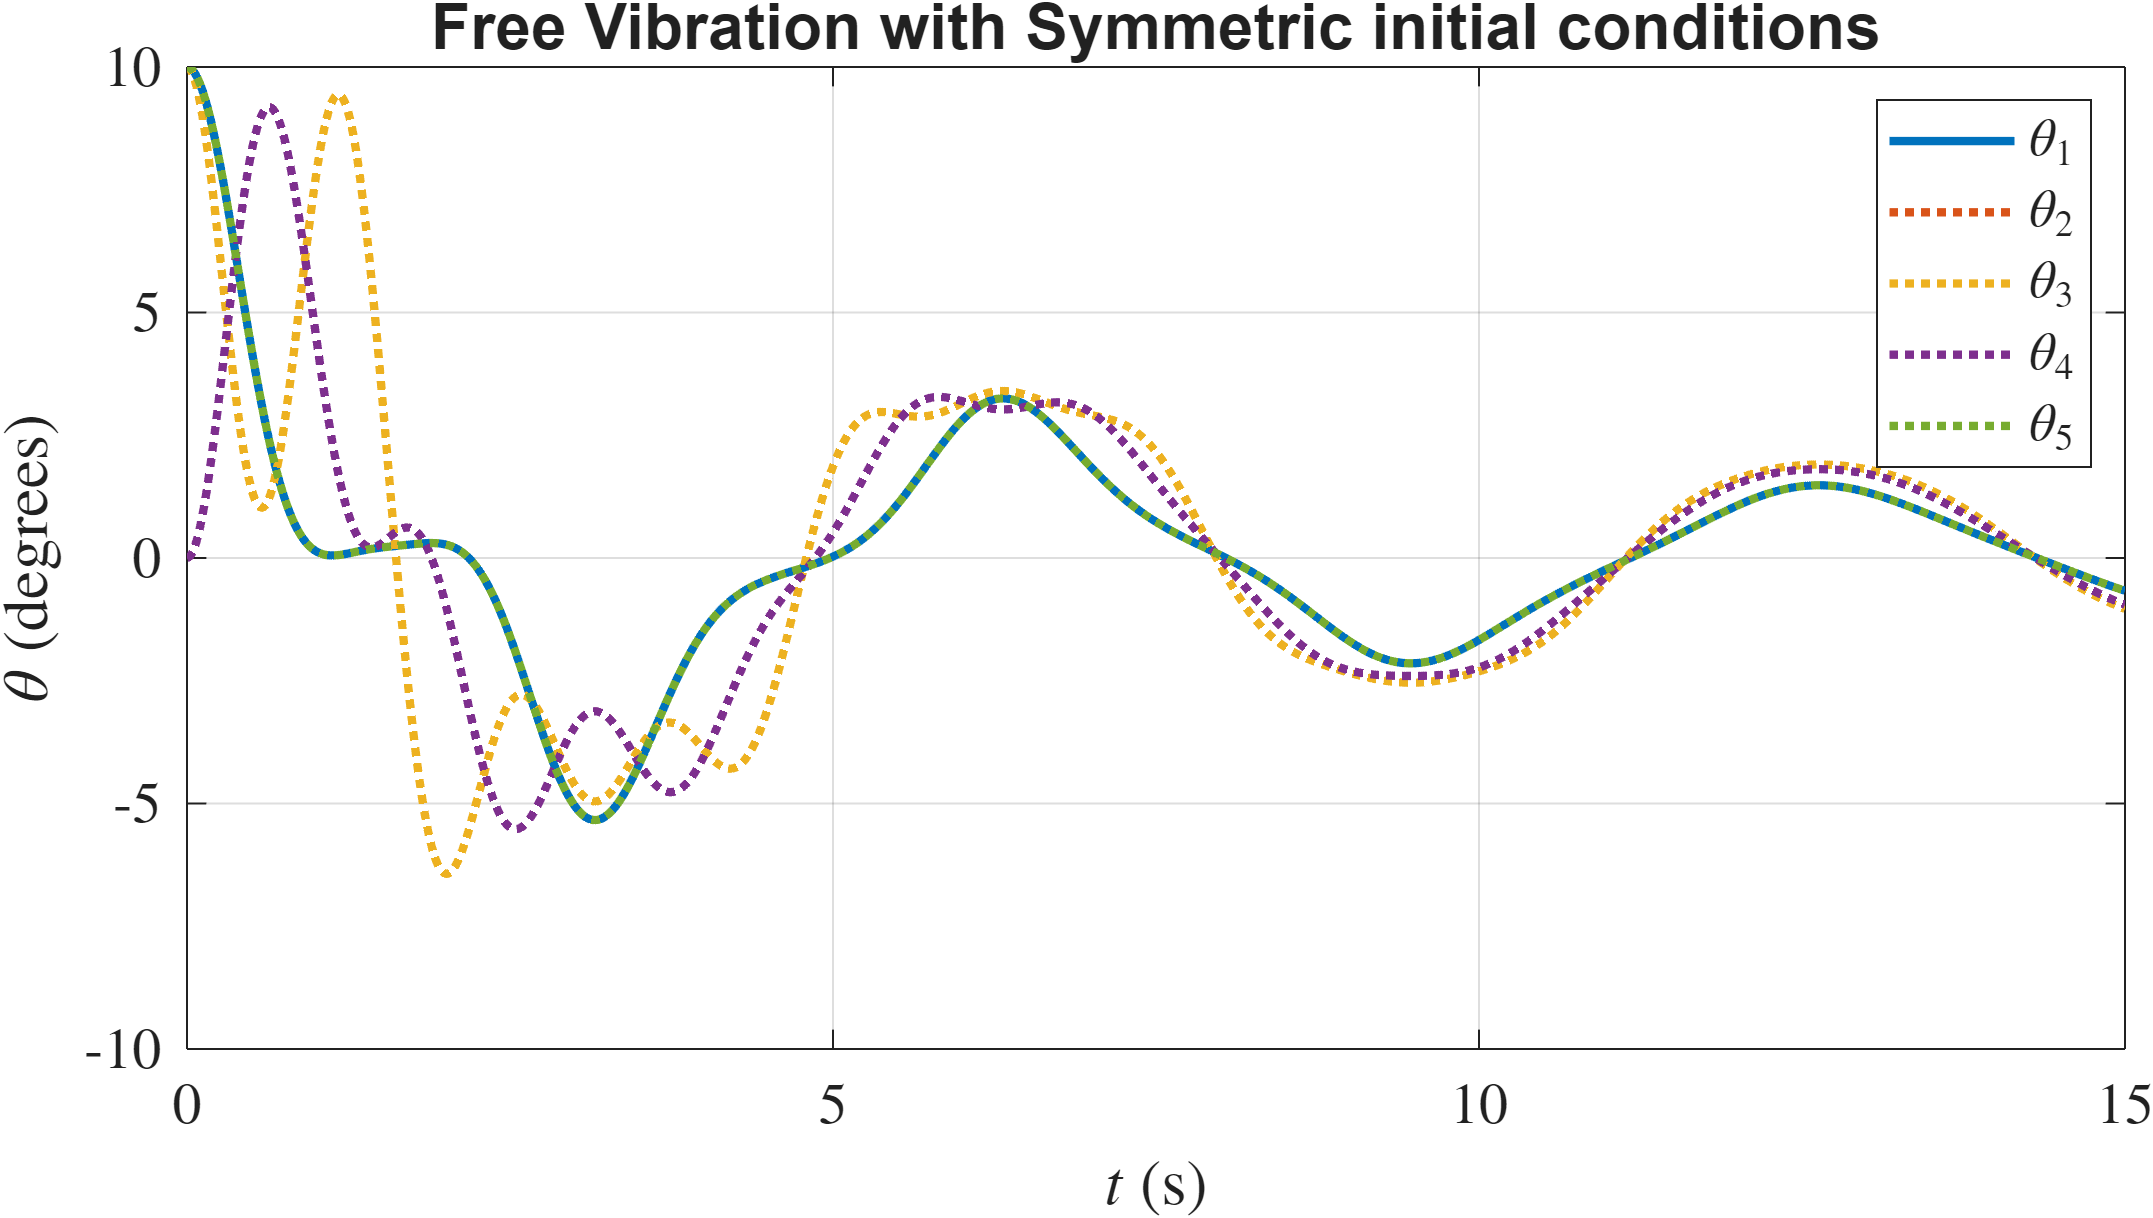 Free Vibration with Symmetric initial conditions
10
5
0
-5
-10
θ (degrees)
0 5 10 15
t (s)
θ1
θ2
θ3
θ4
θ5